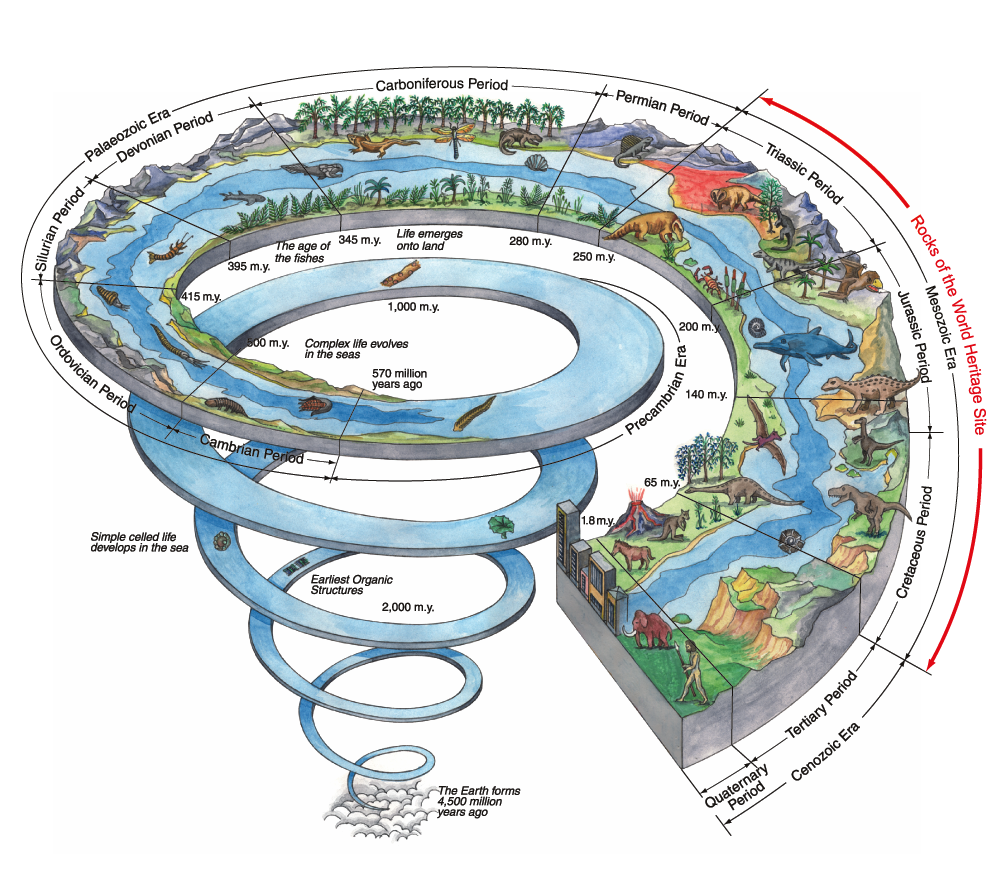 Carboniferous Period
Permian Period
Palaeozoic Era
Devonian Period
Triassic Period
Silurian Period
Rocks of the World Heritage Site
Mesozoic Era
Jurassic Period
The age of
the fishes
345 m.y.
Life emerges
onto land
280 m.y.
250 m.y.
395 m.y.
415 m.y.
1,000 m.y.
200 m.y.
500 m.y.
Complex life evolves
in the seas
570 million
years ago
Precambrian Era
140 m.y.
Ordovician Period
Cambrian Period
65 m.y.
1.8 m.y.
Cretaceous Period
Simple celled life
develops in the sea
Earliest Organic
Structures
2,000 m.y.
Tertiary Period
Cenozoic Era
Quaternary
Period
The Earth forms
4,500 million
years ago